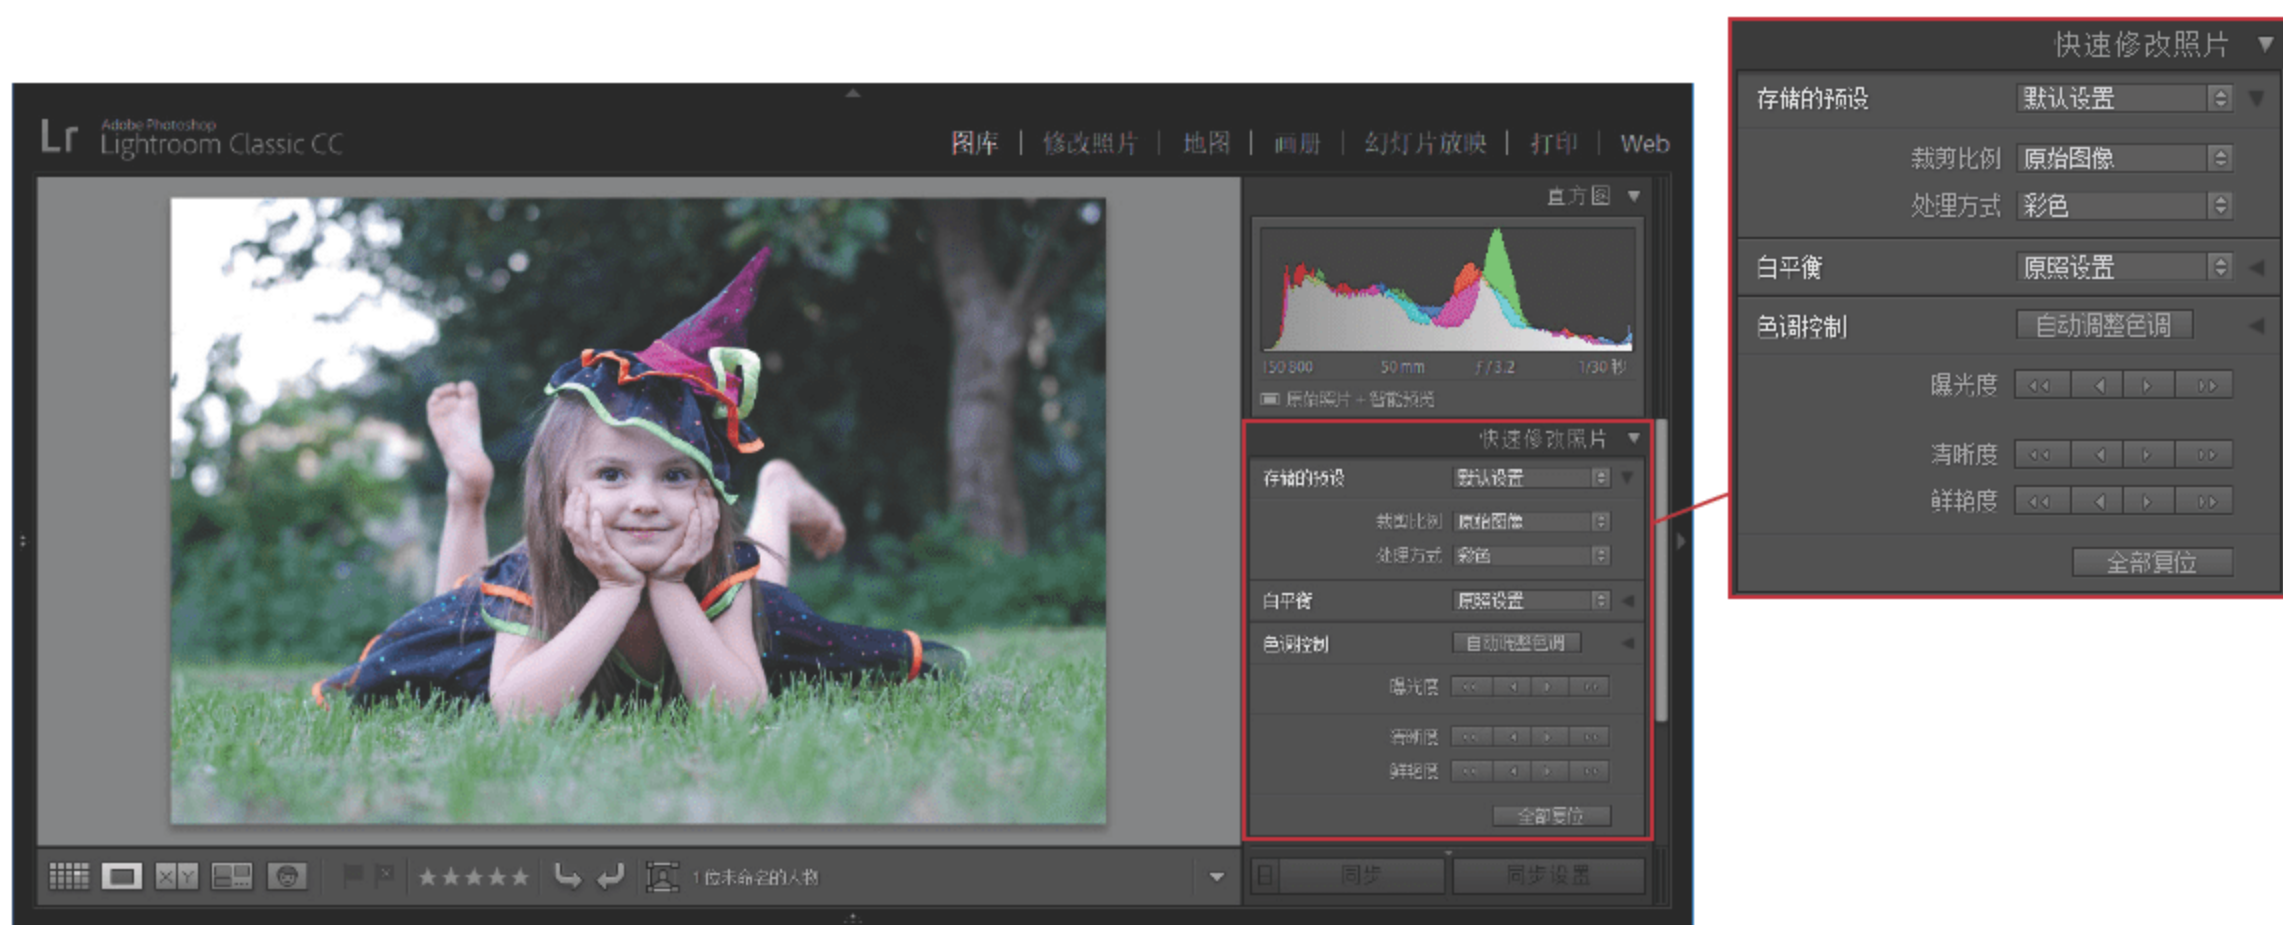 Lr Adobe Photoshop
Lightroom Classic CC
图库 | 修改照片 | 地图 | 画册 | 幻灯片放映 | 打印 | Web
直方图
ISO 800 50 mm ƒ / 3.2 1/30 秒
原始照片 + 智能预览
快速修改照片
存储的预设 默认设置
裁剪比例 原始图像
处理方式 彩色
白平衡 原照设置
色调控制 自动调整色调
曝光度
清晰度
鲜艳度
全部复位
1 位未命名的人物
同步 同步设置
快速修改照片
存储的预设 默认设置
裁剪比例 原始图像
处理方式 彩色
白平衡 原照设置
色调控制 自动调整色调
曝光度
清晰度
鲜艳度
全部复位